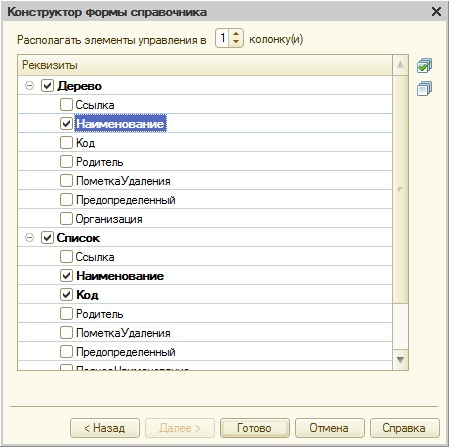 Конструктор формы справочника
Располагать элементы управления в 1 колонку(и)
Реквизиты
Дерево
Ссылка
Наименование
Код
Родитель
ПометкаУдаления
Предопределенный
Организация
Список
Ссылка
Наименование
Код
Родитель
ПометкаУдаления
Предопределенный
< Назад Далее > Готово Отмена Справка